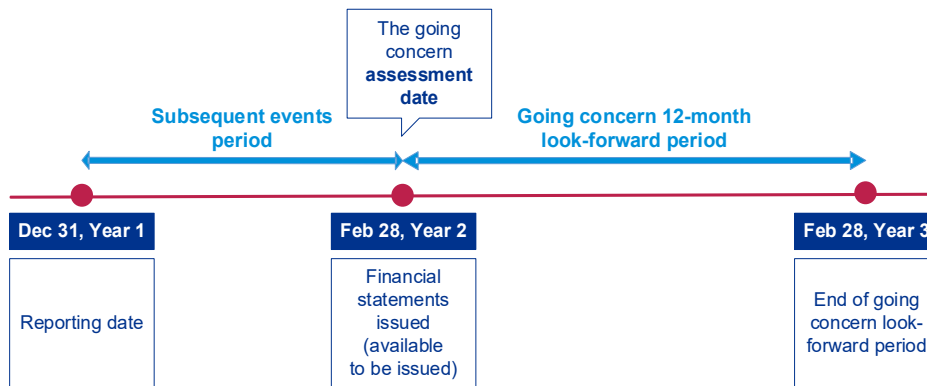 The going
concern
assessment
date
Subsequent events
period
Going concern 12-month
look-forward period
Dec 31, Year 1
Feb 28, Year 2
Feb 28, Year 3
Reporting date
Financial
statements
issued
(available
to be issued)
End of going
concern look-
forward period